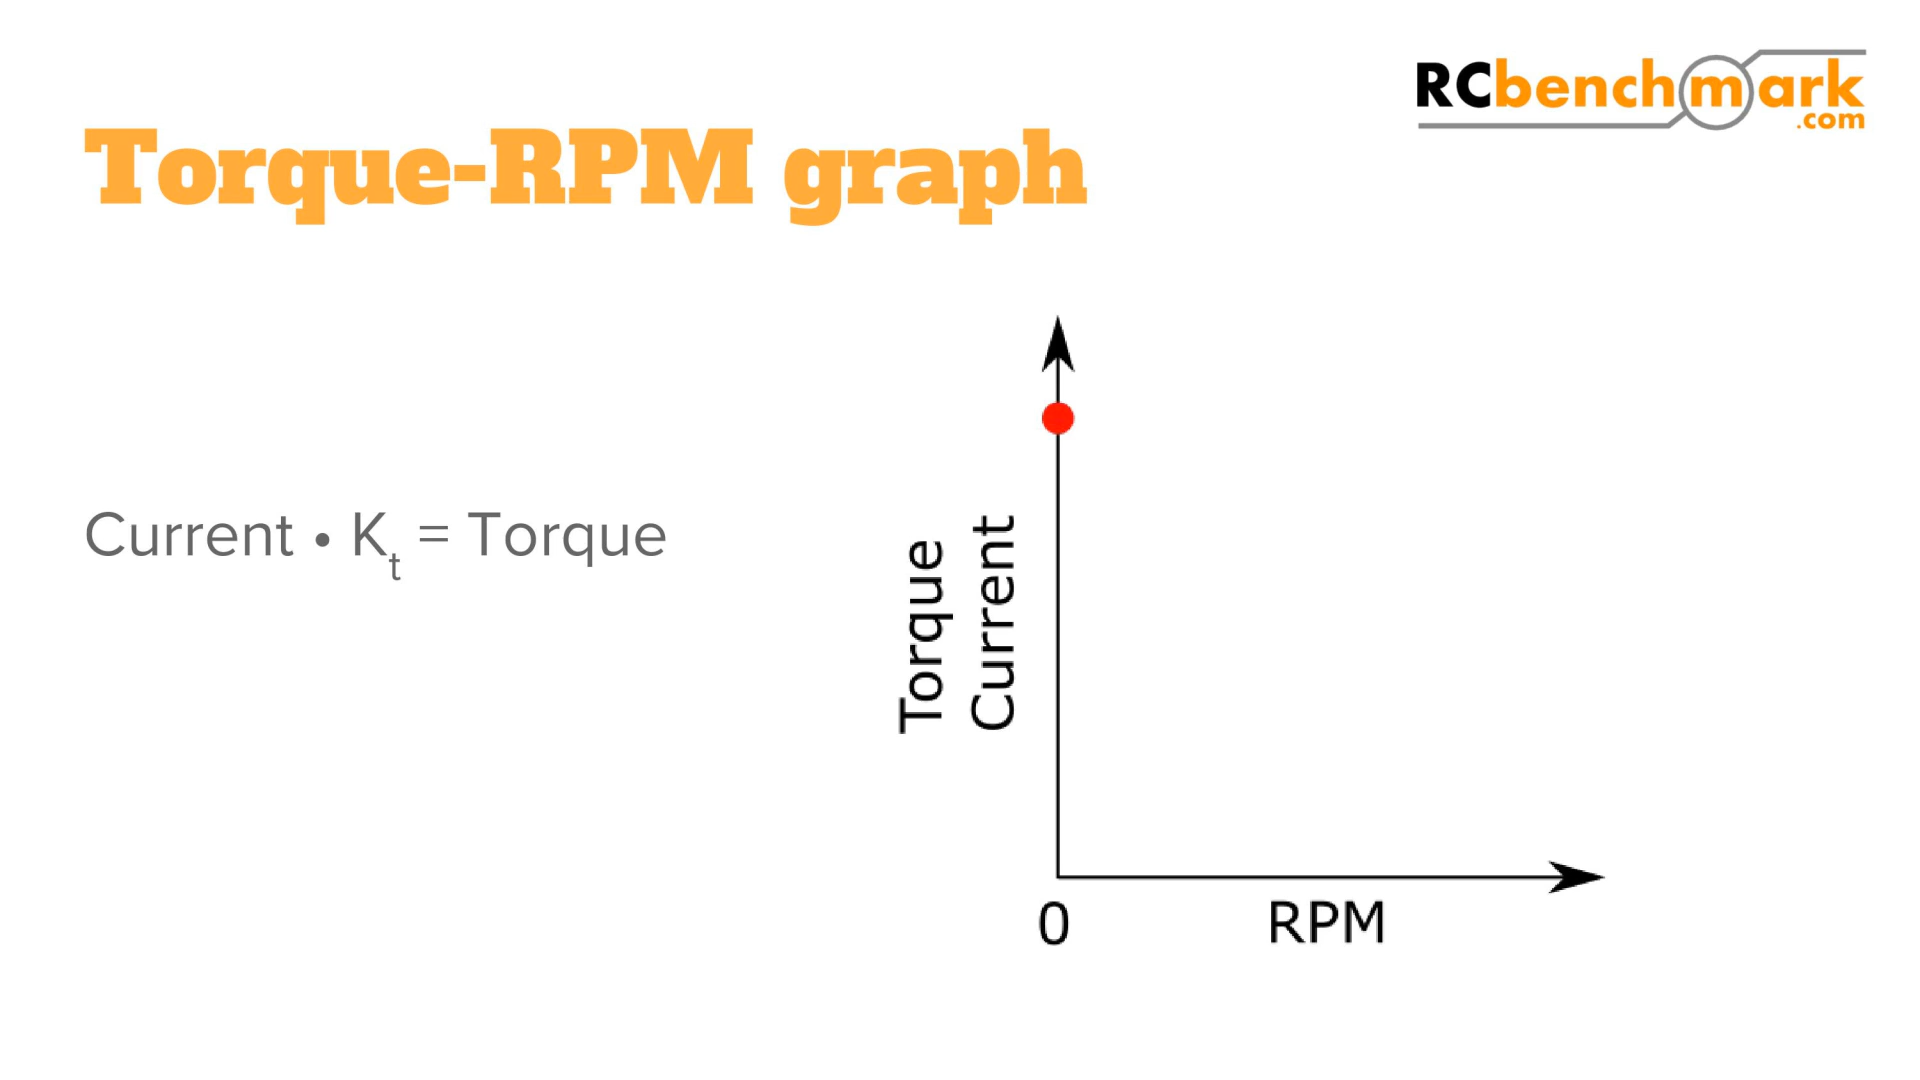 RCbenchmark
.com
Torque-RPM graph
Current • Kt = Torque
Torque
Current
0
RPM